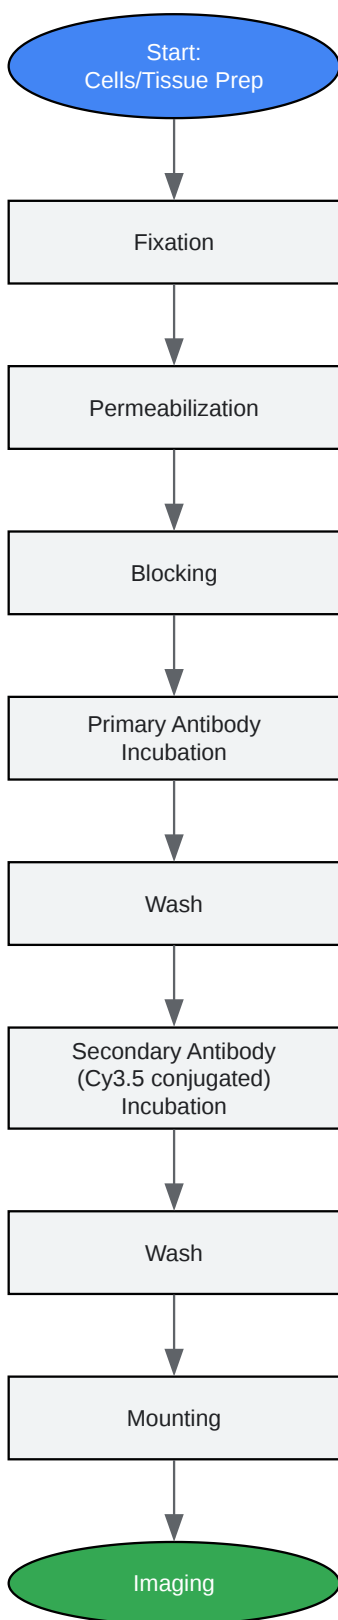 Start:
Cells/Tissue Prep
Fixation
Permeabilization
Blocking
Primary Antibody
Incubation
Wash
Secondary Antibody
(Cy3.5 conjugated)
Incubation
Wash
Mounting
Imaging